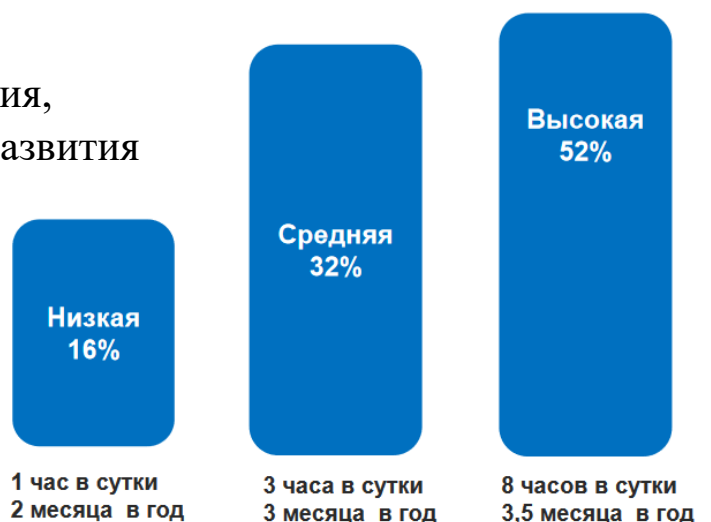 ия,
азвития
Низкая
16%
Средняя
32%
Высокая
52%
1 час в сутки
2 месяца в год
3 часа в сутки
3 месяца в год
8 часов в сутки
3,5 месяца в год